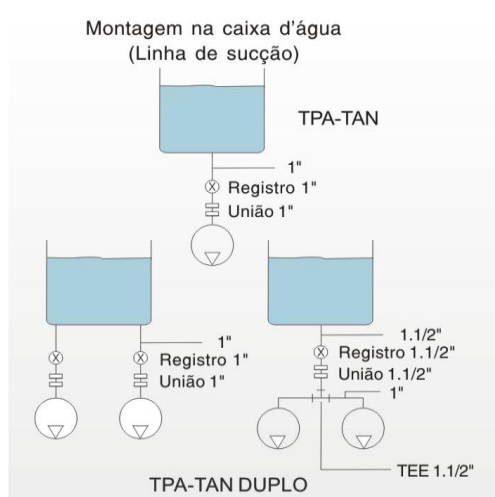 Montagem na caixa d'água
(Linha de sucção)
TPA-TAN
1"
Registro 1"
União 1"
1"
Registro 1"
União 1"
1.1/2"
Registro 1.1/2"
União 1.1/2"
1"
TEE 1.1/2"
TPA-TAN DUPLO